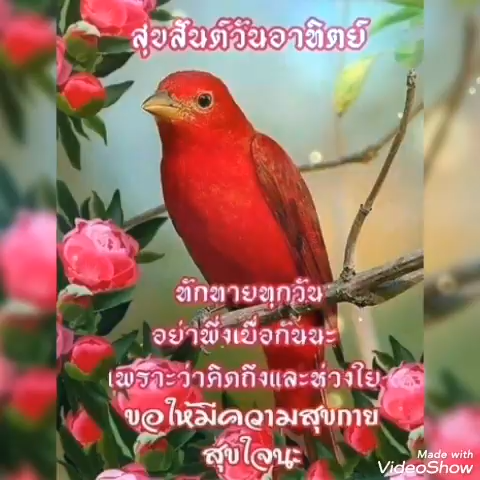 สุขสันต์วันอาทิตย์
ทักทายทุกวัน
อย่าพึ่งเบื่อกันนะ
เพราะว่าคิดถึงและห่วงใย
ขอให้มีความสุขกาย
สุขใจนะ
Made with
VideoShow